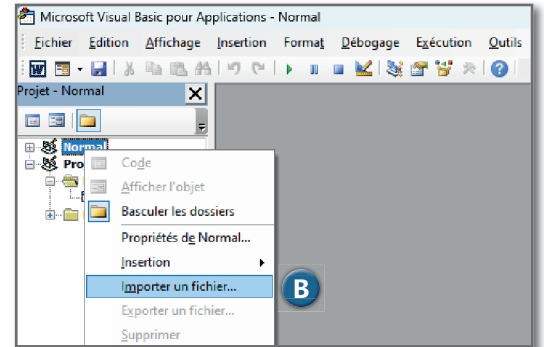 Microsoft Visual Basic pour Applications - Normal
Fichier Edition Affichage Insertion Format Débogage Exécution Outils
Projet - Normal
Normal
Pro
Code
Afficher l'objet
Basculer les dossiers
Propriétés de Normal...
Insertion
Importer un fichier...
B
Exporter un fichier...
Supprimer